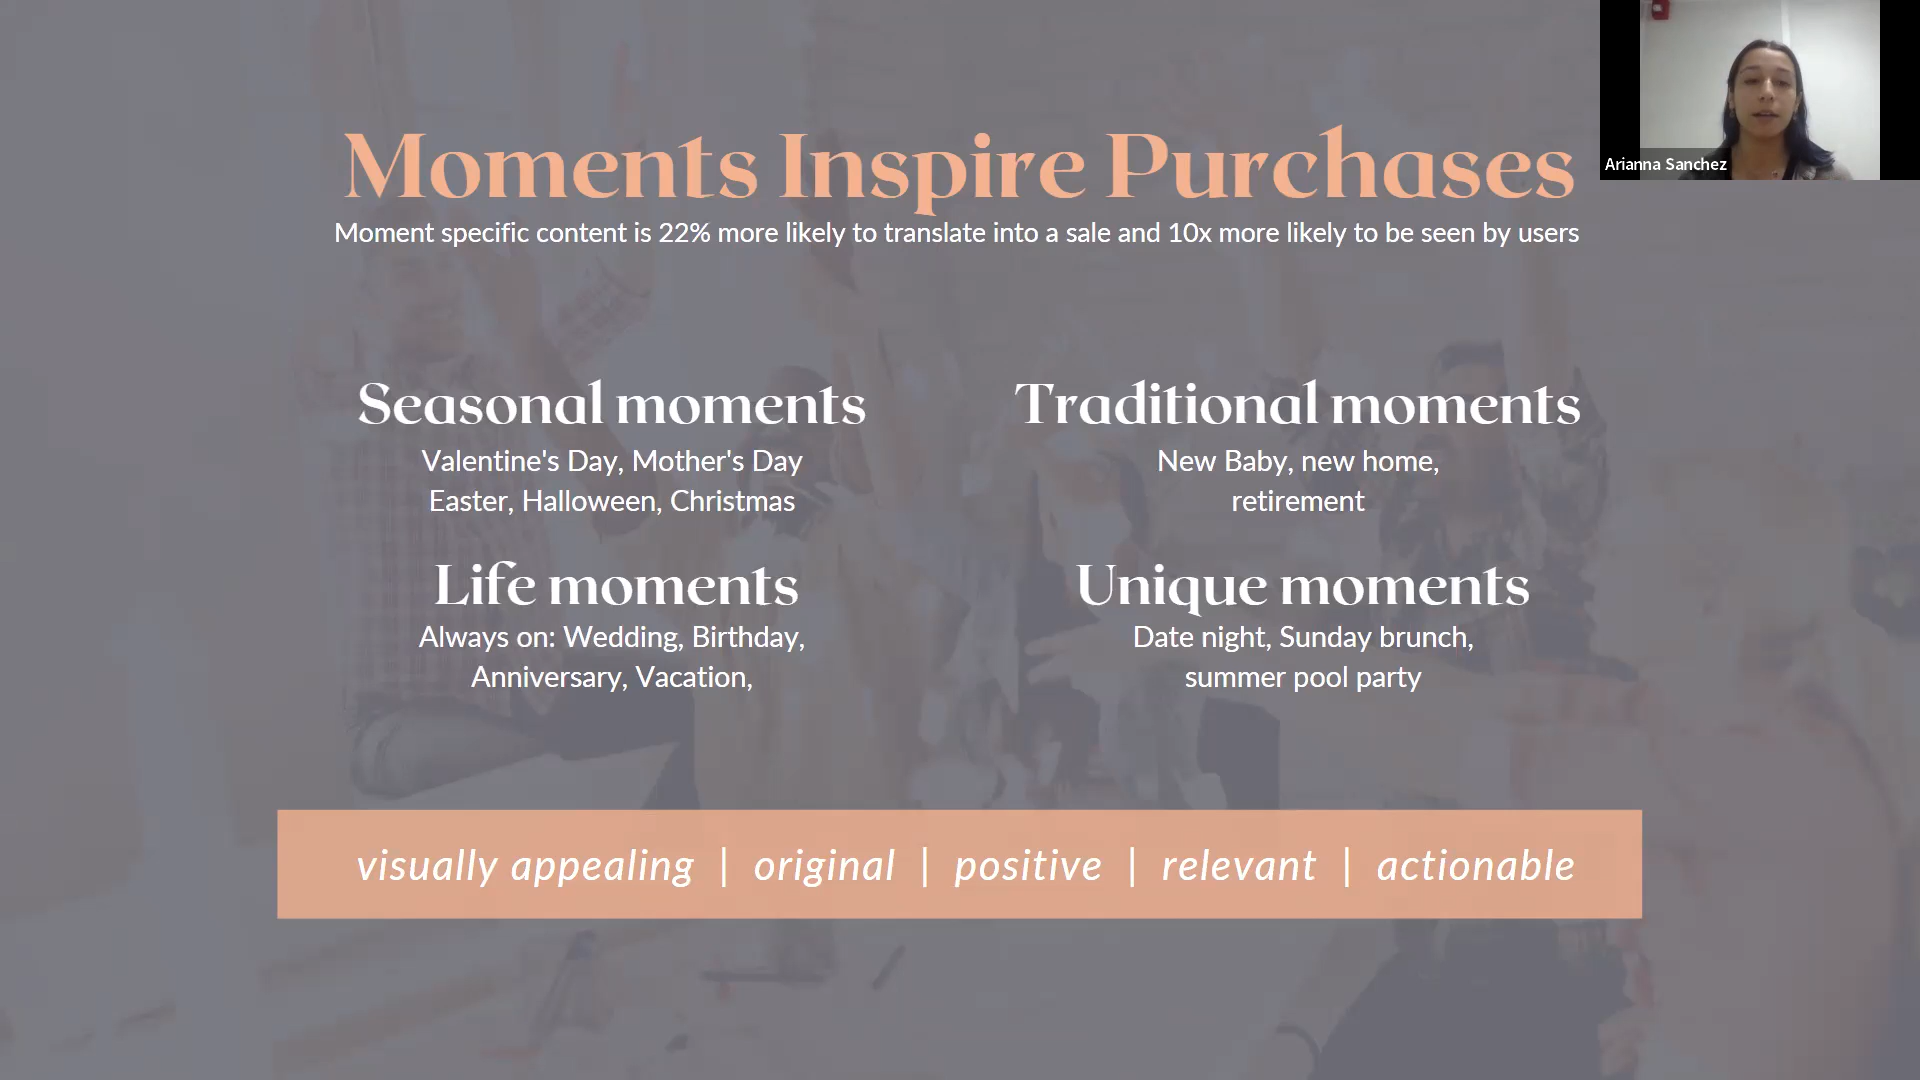 Moments Inspire Purchases
Moment specific content is 22% more likely to translate into a sale and 10x more likely to be seen by users
Arianna Sanchez
Seasonal moments
Valentine's Day, Mother's Day
Easter, Halloween, Christmas
Traditional moments
New Baby, new home,
retirement
Life moments
Always on: Wedding, Birthday,
Anniversary, Vacation,
Unique moments
Date night, Sunday brunch,
summer pool party
visually appealing | original | positive | relevant | actionable